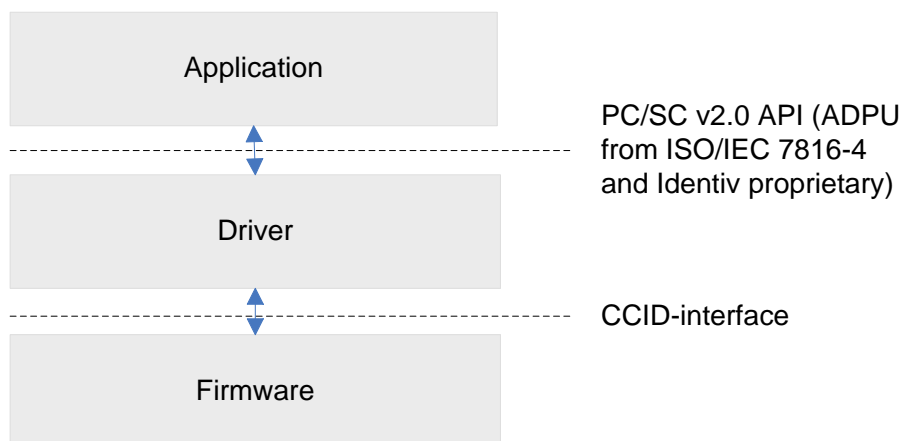 Application
PC/SC v2.0 API (ADPU
from ISO/IEC 7816-4
and Identiv proprietary)
Driver
CCID-interface
Firmware